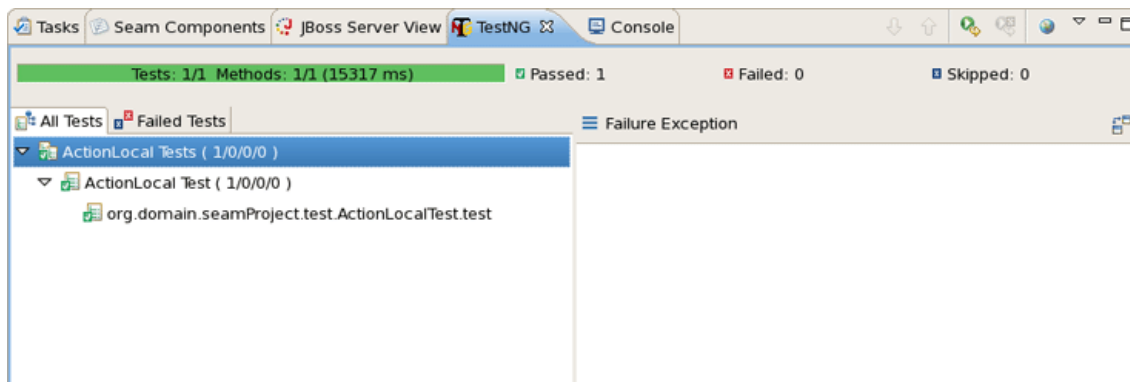 Tasks Seam Components JBoss Server View TestNG Console
Tests: 1/1 Methods: 1/1 (15317 ms) Passed: 1 Failed: 0 Skipped: 0
All Tests Failed Tests Failure Exception
ActionLocal Tests ( 1/0/0/0 )
ActionLocal Test ( 1/0/0/0 )
org.domain.seamProject.test.ActionLocalTest.test